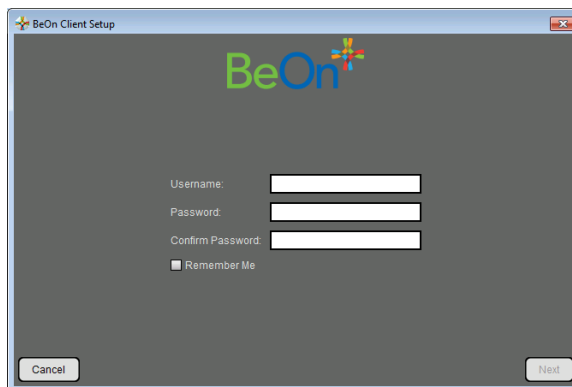 BeOn Client Setup
BeOn
Username:
Password:
Confirm Password:
Remember Me
Cancel
Next